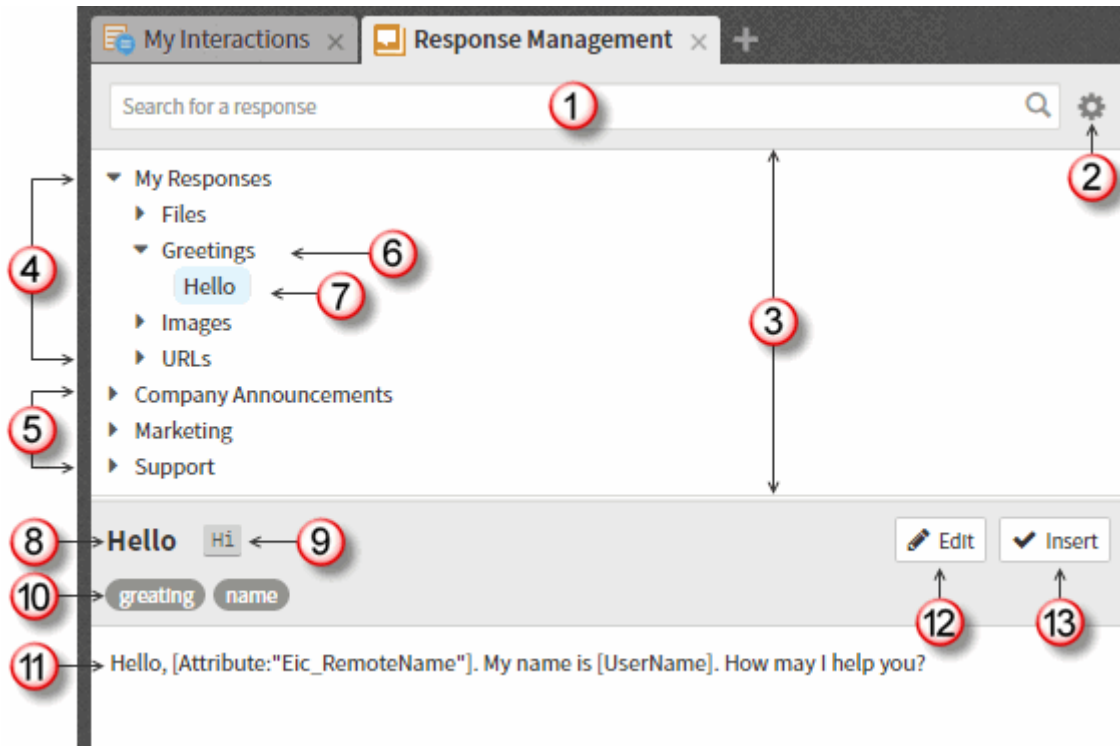 My Interactions × Response Management × +
Search for a response 1
2
My Responses
Files
Greetings 6
4 Hello 7
Images 3
URLs
Company Announcements
5 Marketing
Support
8 Hello Hi 9 Edit Insert
10 greating name 12 13
11 Hello, [Attribute:"Eic_RemoteName"]. My name is [UserName]. How may I help you?